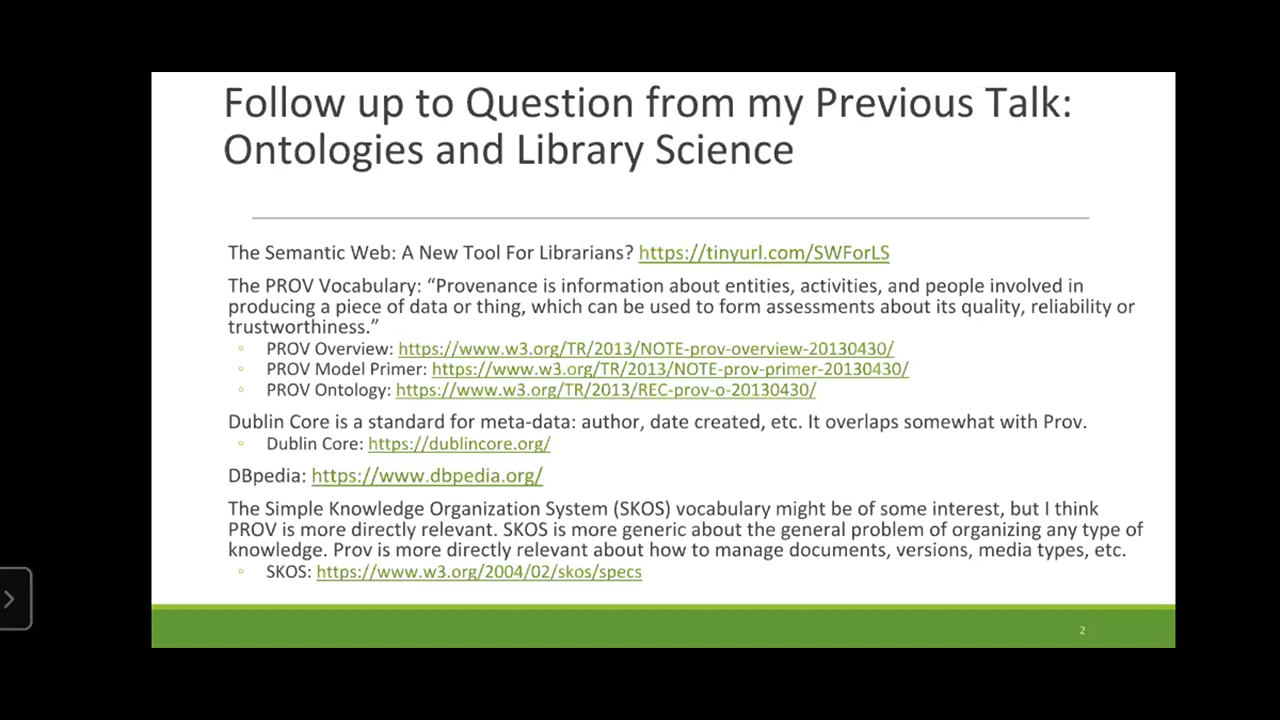 Follow up to Question from my Previous Talk:
Ontologies and Library Science
The Semantic Web: A New Tool For Librarians? https://tinyurl.com/SWForLS
The PROV Vocabulary: “Provenance is information about entities, activities, and people involved in
producing a piece of data or thing, which can be used to form assessments about its quality, reliability or
trustworthiness.”
◦ PROV Overview: https://www.w3.org/TR/2013/NOTE-prov-overview-20130430/
◦ PROV Model Primer: https://www.w3.org/TR/2013/NOTE-prov-primer-20130430/
◦ PROV Ontology: https://www.w3.org/TR/2013/REC-prov-o-20130430/
Dublin Core is a standard for meta-data: author, date created, etc. It overlaps somewhat with Prov.
◦ Dublin Core: https://dublincore.org/
DBpedia: https://www.dbpedia.org/
The Simple Knowledge Organization System (SKOS) vocabulary might be of some interest, but I think
PROV is more directly relevant. SKOS is more generic about the general problem of organizing any type of
knowledge. Prov is more directly relevant about how to manage documents, versions, media types, etc.
◦ SKOS: https://www.w3.org/2004/02/skos/specs
2